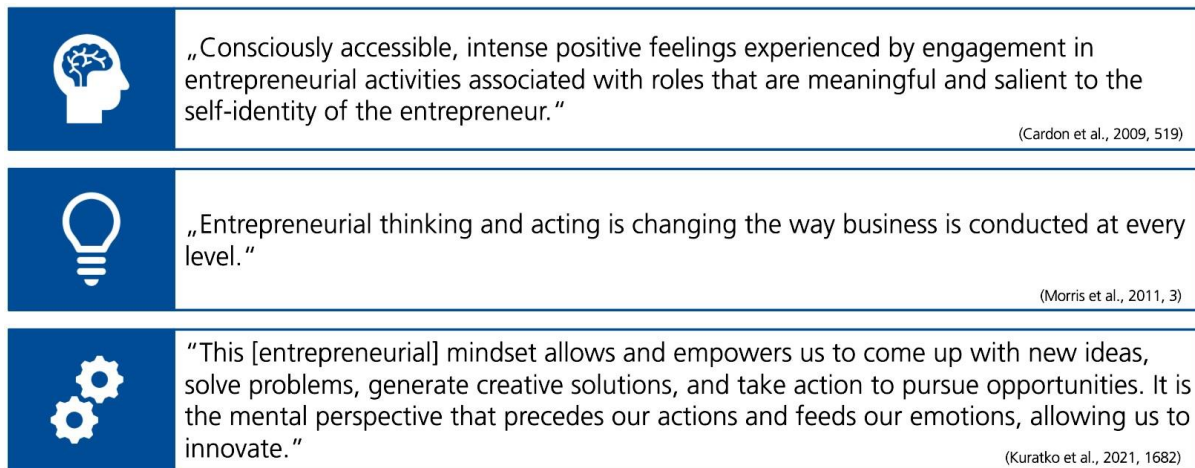 „Consciously accessible, intense positive feelings experienced by engagement in
entrepreneurial activities associated with roles that are meaningful and salient to the
self-identity of the entrepreneur.“
(Cardon et al., 2009, 519)
„Entrepreneurial thinking and acting is changing the way business is conducted at every
level.“
(Morris et al., 2011, 3)
“This [entrepreneurial] mindset allows and empowers us to come up with new ideas,
solve problems, generate creative solutions, and take action to pursue opportunities. It is
the mental perspective that precedes our actions and feeds our emotions, allowing us to
innovate.”
(Kuratko et al., 2021, 1682)